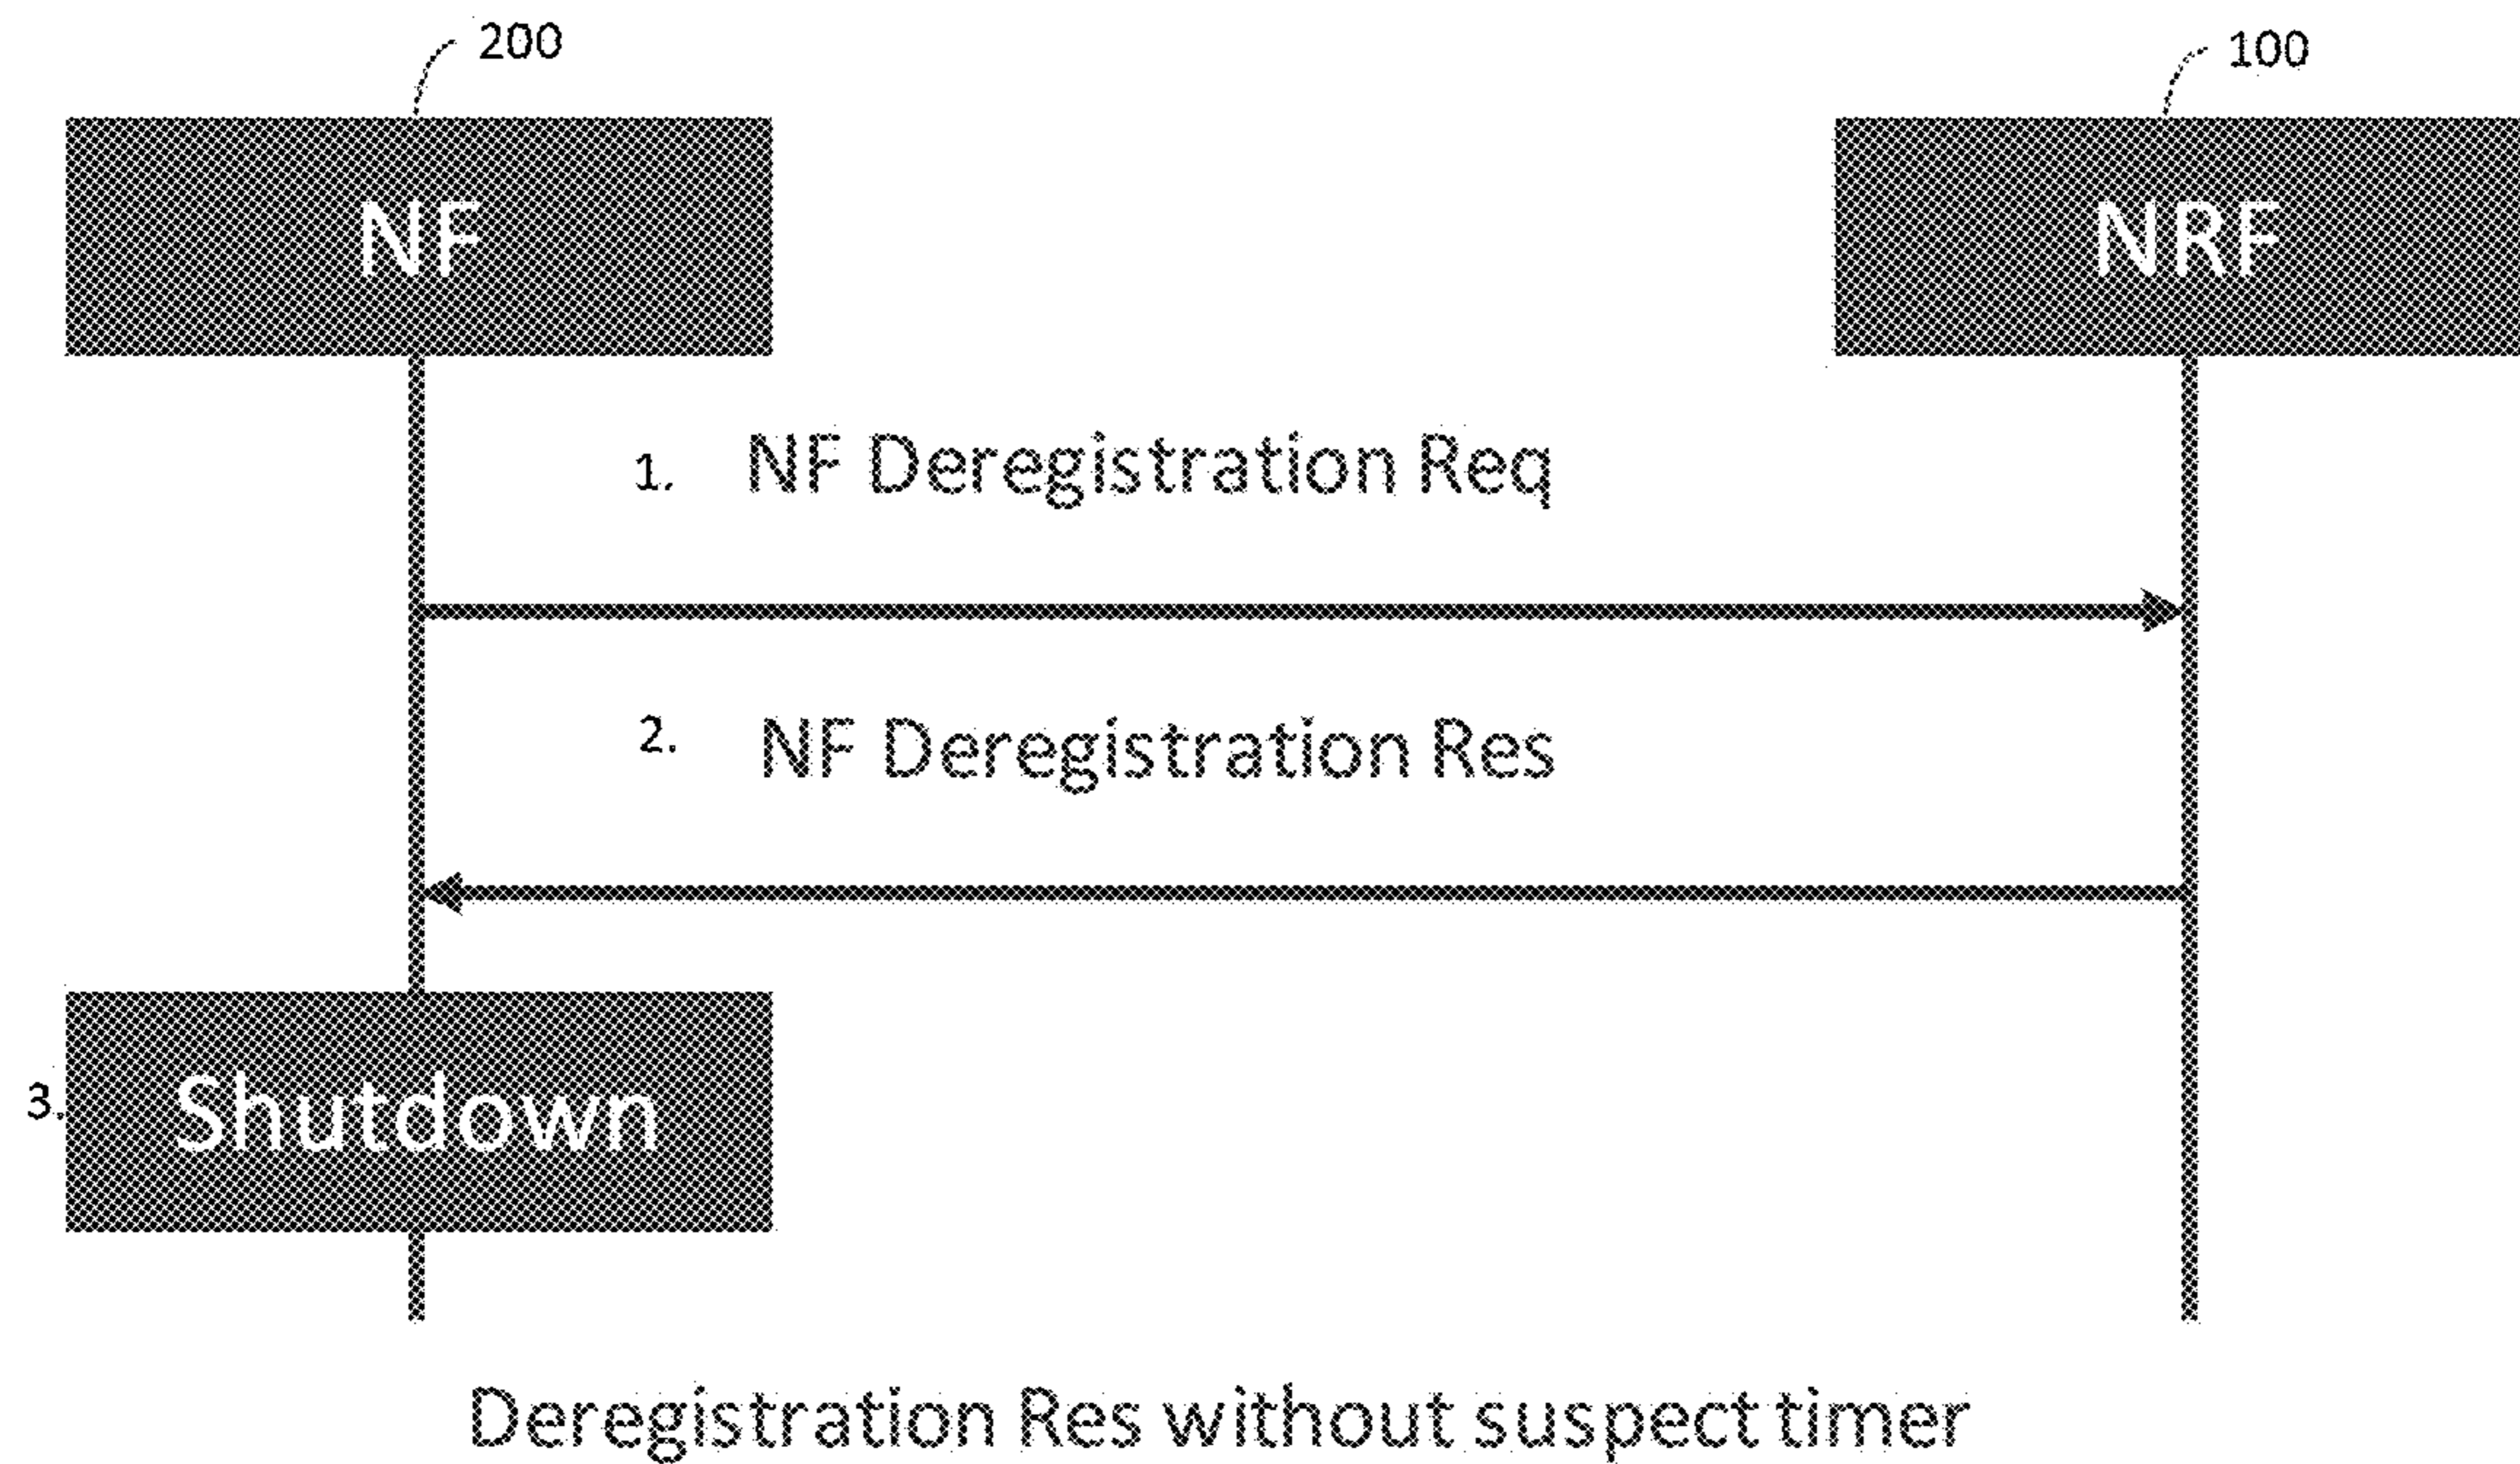 200
100
NF
NRF
1. NF Deregistration Req
2. NF Deregistration Res
3. Shutdown
Deregistration Res without suspect timer